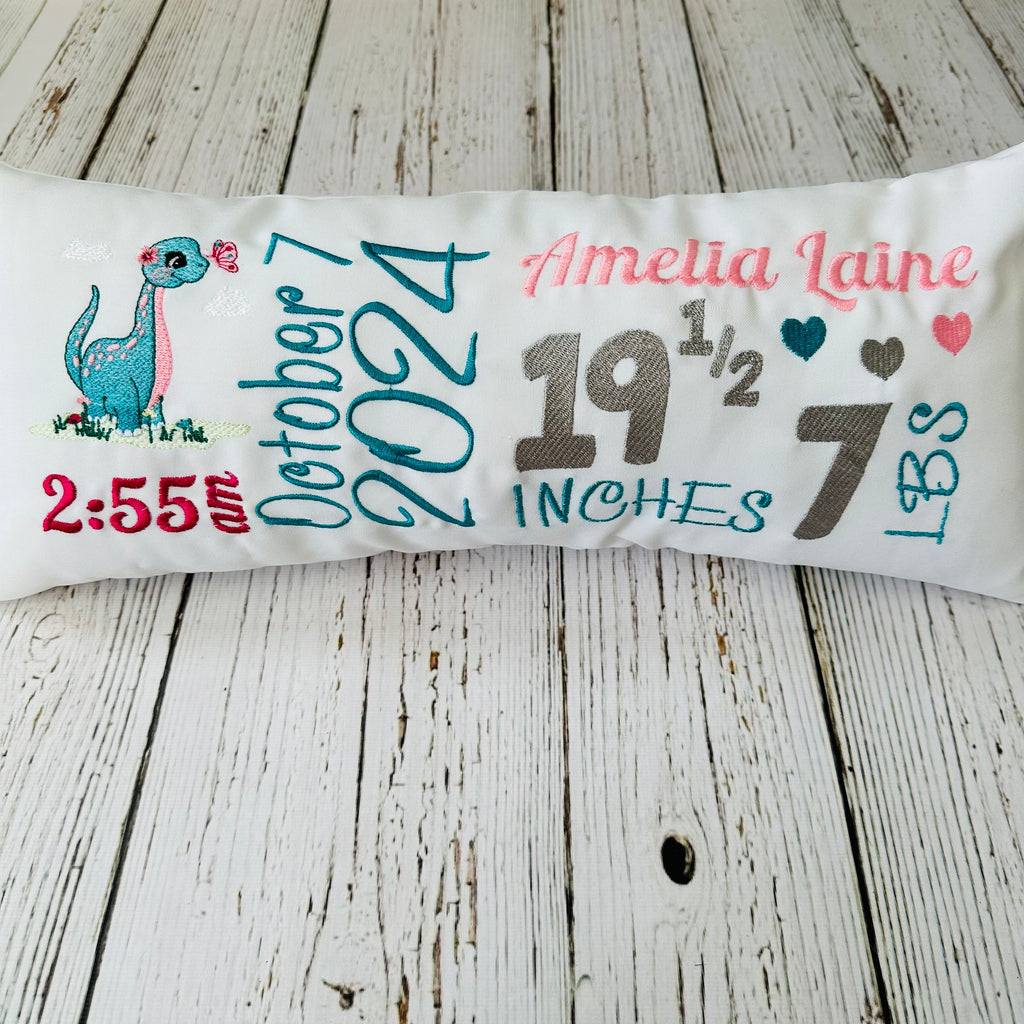 2:55 am
October 7
2024
Amelia Laine
19 1/2
INCHES
7
LBS